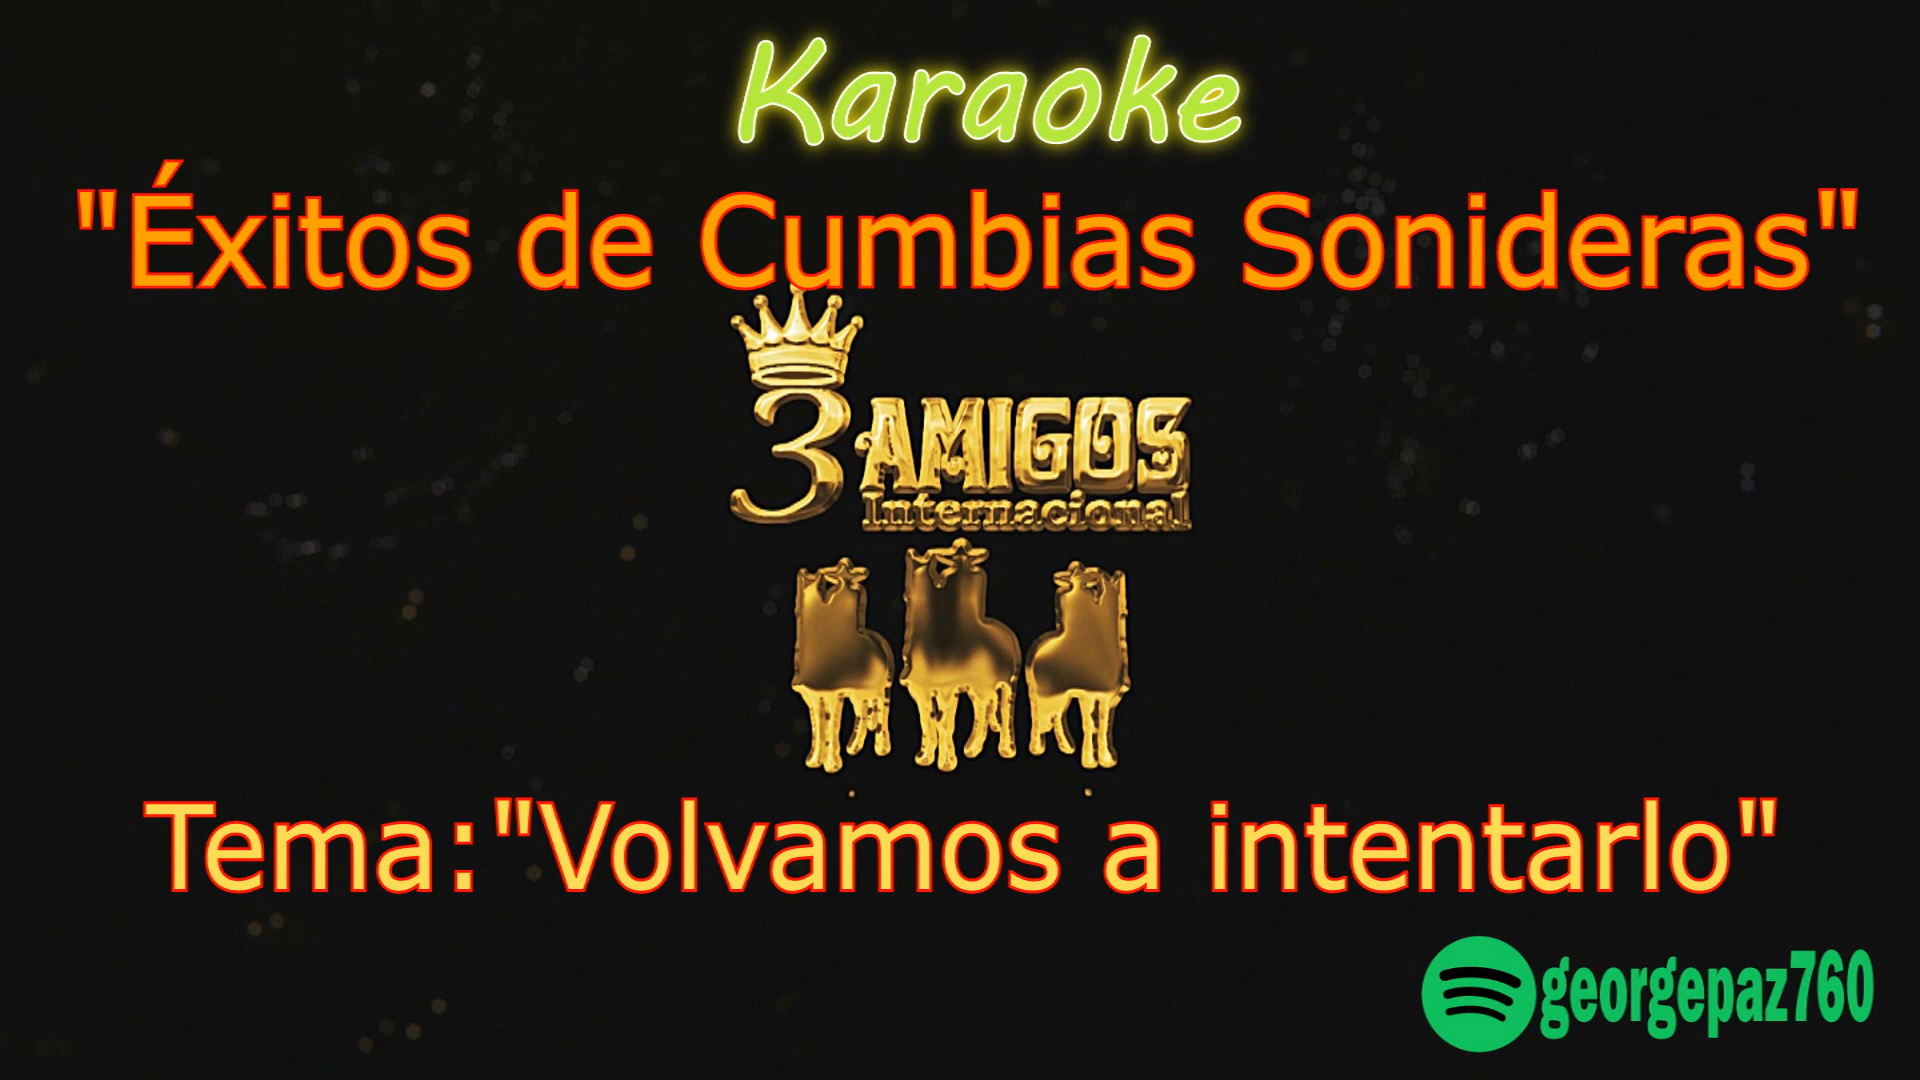 Karaoke
"Éxitos de Cumbias Sonideras"
3 AMIGOS
Internacional
Tema:"Volvamos a intentarlo"
georgepaz760